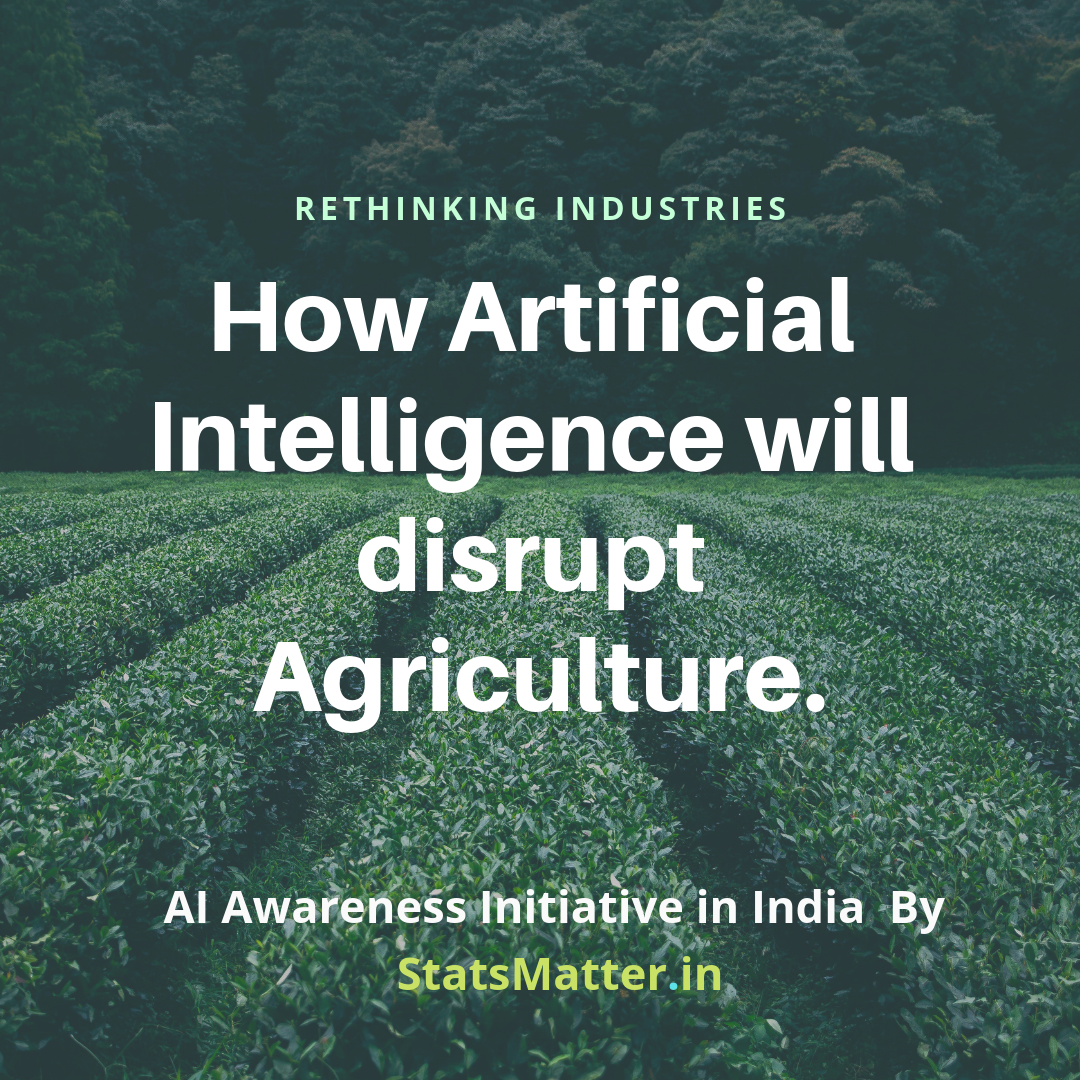 RETHINKING INDUSTRIES
How Artificial
Intelligence will
disrupt
Agriculture.
AI Awareness Initiative in India By
StatsMatter.in